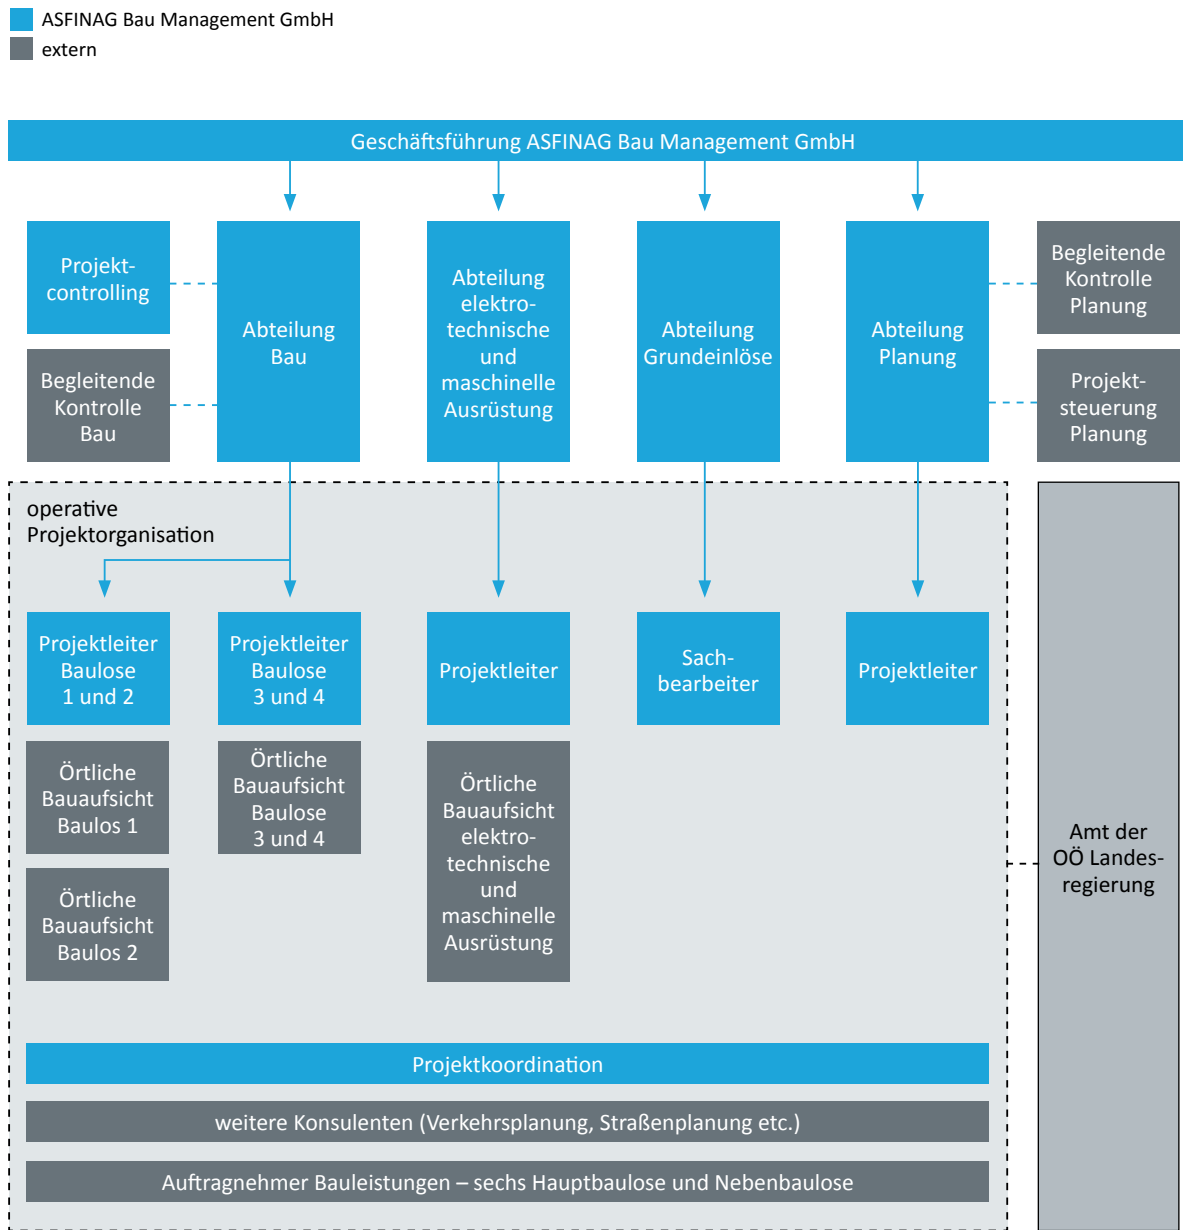 ASFINAG Bau Management GmbH
extern
Geschäftsführung ASFINAG Bau Management GmbH
Projekt-
controlling
Begleitende
Kontrolle
Bau
Abteilung
Bau
Abteilung
elektro-
technische
und
maschinelle
Ausrüstung
Abteilung
Grundeinlöse
Abteilung
Planung
Begleitende
Kontrolle
Planung
Projekt-
steuerung
Planung
operative
Projektorganisation
Projektleiter
Baulose
1 und 2
Projektleiter
Baulose
3 und 4
Projektleiter
Sach-
bearbeiter
Projektleiter
Örtliche
Bauaufsicht
Baulos 1
Örtliche
Bauaufsicht
Baulos 2
Örtliche
Bauaufsicht
Baulose
3 und 4
Örtliche
Bauaufsicht
elektro-
technische
und
maschinelle
Ausrüstung
Amt der
OÖ Landes-
regierung
Projektkoordination
weitere Konsulenten (Verkehrsplanung, Straßenplanung etc.)
Auftragnehmer Bauleistungen – sechs Hauptbaulose und Nebenbaulose